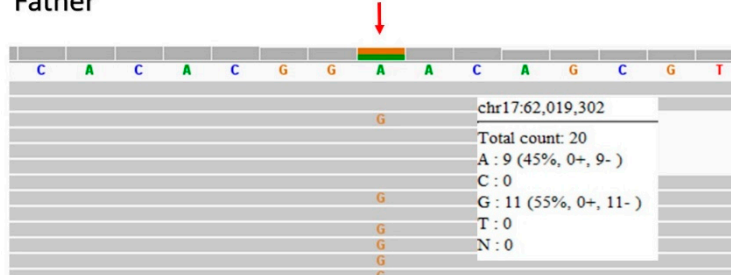 Father
C A C A C G G A A C A G C G T
chr17:62,019,302
G
Total count: 20
A : 9 (45%, 0+, 9- )
C : 0
G : 11 (55%, 0+, 11- )
G
T : 0
G
N : 0
G
G
G